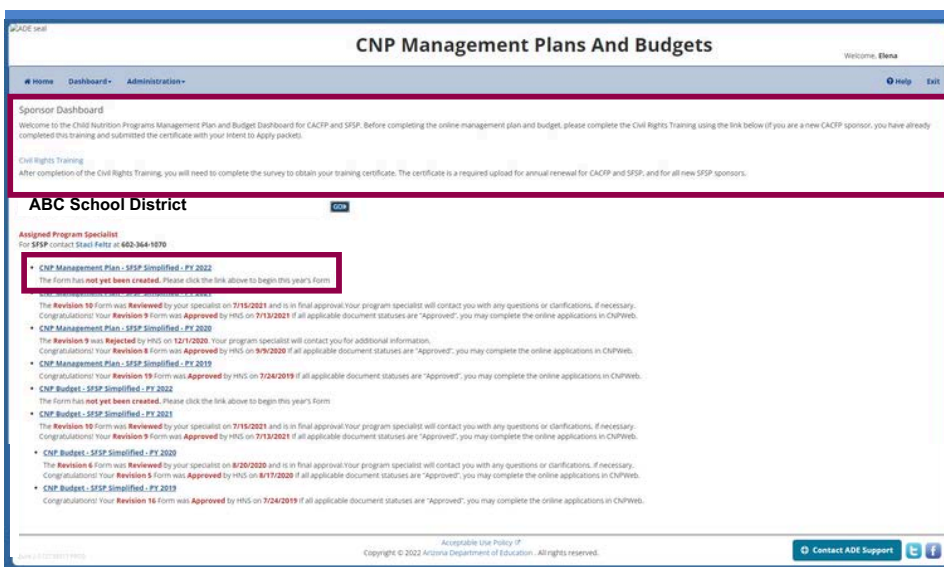 ADE seal
CNP Management Plans And Budgets
Welcome, Elena
Home Dashboard Administration
Help Exit
Sponsor Dashboard
Welcome to the Child Nutrition Programs Management Plan and Budget Dashboard for CACFP and SFSP. Before completing the online management plan and budget, please complete the Civil Rights Training using the link below (if you are a new CACFP sponsor, you have already
completed this training and submitted the certificate with your Intent to Apply packet).
Civil Rights Training
After completion of the Civil Rights Training, you will need to complete the survey to obtain your training certificate. The certificate is a required upload for annual renewal for CACFP and SFSP, and for all new SFSP sponsors.
ABC School District
GO
Assigned Program Specialist
For SFSP contact Staci Feltz at 602-364-1070
CNP Management Plan - SFSP Simplified - PY 2022
The Form has not yet been created. Please click the link above to begin this year's Form
CNP Management Plan - SFSP Simplified - PY 2021
The Revision 10 Form was Reviewed by your specialist on 7/15/2021 and is in final approval.Your program specialist will contact you with any questions or clarifications, if necessary.
Congratulations! Your Revision 9 Form was Approved by HNS on 7/13/2021 if all applicable document statuses are "Approved", you may complete the online applications in CNPWeb.
CNP Management Plan - SFSP Simplified - PY 2020
The Revision 9 was Rejected by HNS on 12/1/2020. Your program specialist will contact you for additional information.
Congratulations! Your Revision 8 Form was Approved by HNS on 9/9/2020 if all applicable document statuses are "Approved", you may complete the online applications in CNPWeb.
CNP Management Plan - SFSP Simplified - PY 2019
Congratulations! Your Revision 19 Form was Approved by HNS on 7/24/2019 if all applicable document statuses are "Approved", you may complete the online applications in CNPWeb.
CNP Budget - SFSP Simplified - PY 2022
The Form has not yet been created. Please click the link above to begin this year's Form
CNP Budget - SFSP Simplified - PY 2021
The Revision 10 Form was Reviewed by your specialist on 7/15/2021 and is in final approval.Your program specialist will contact you with any questions or clarifications, if necessary.
Congratulations! Your Revision 9 Form was Approved by HNS on 7/13/2021 if all applicable document statuses are "Approved", you may complete the online applications in CNPWeb.
CNP Budget - SFSP Simplified - PY 2020
The Revision 6 Form was Reviewed by your specialist on 8/20/2020 and is in final approval.Your program specialist will contact you with any questions or clarifications, if necessary.
Congratulations! Your Revision 5 Form was Approved by HNS on 8/17/2020 if all applicable document statuses are "Approved", you may complete the online applications in CNPWeb.
CNP Budget - SFSP Simplified - PY 2019
Congratulations! Your Revision 16 Form was Approved by HNS on 7/24/2019 if all applicable document statuses are "Approved", you may complete the online applications in CNPWeb.
Acceptable Use Policy
Copyright © 2022 Arizona Department of Education . All rights reserved.
Contact ADE Support